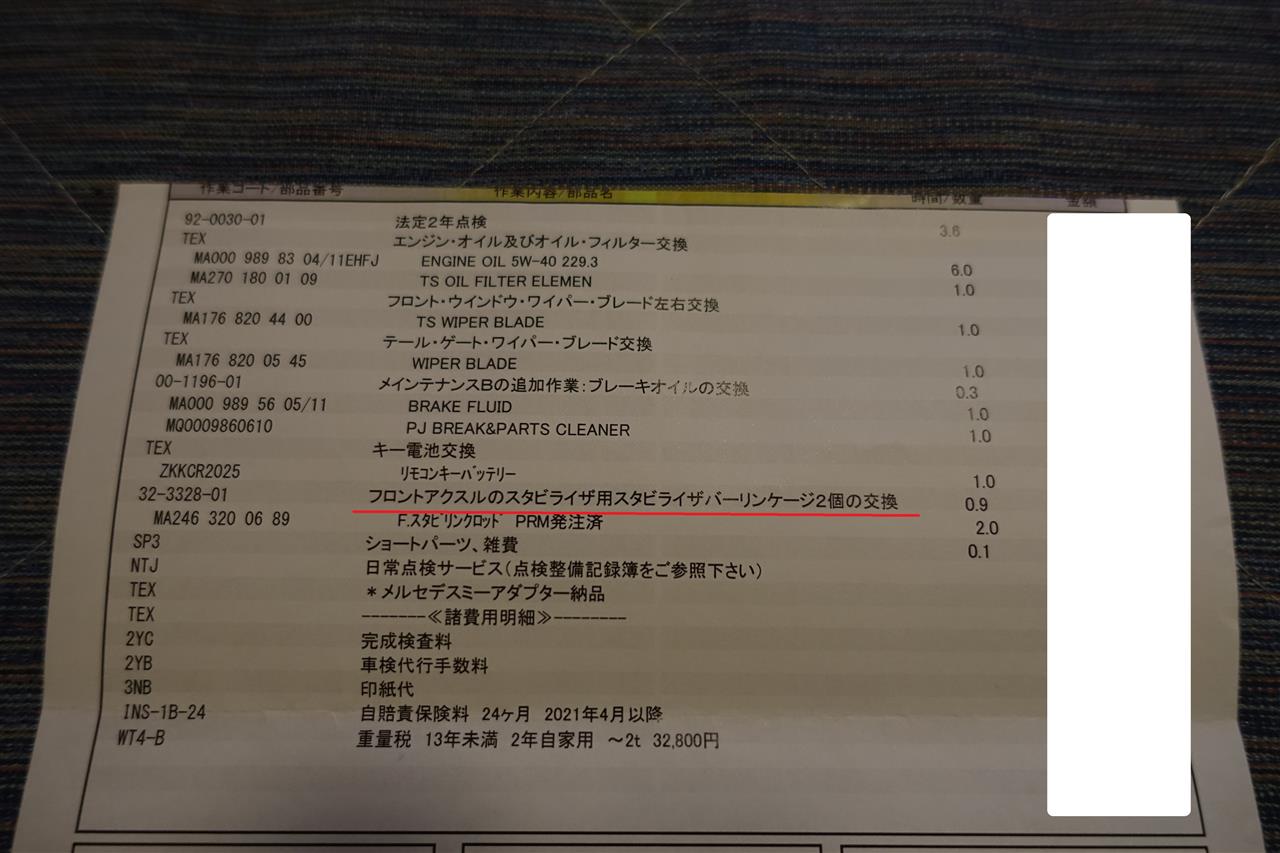 作業コード/部品番号 作業内容/部品名 時間/数量 金額
92-0030-01 法定2年点検 3.6
TEX エンジン・オイル及びオイル・フィルター交換
MA000 989 83 04/11EHFJ ENGINE OIL 5W-40 229.3 6.0
MA270 180 01 09 TS OIL FILTER ELEMEN 1.0
TEX フロント・ウインドウ・ワイパー・ブレード左右交換
MA176 820 44 00 TS WIPER BLADE 1.0
TEX テール・ゲート・ワイパー・ブレード交換
MA176 820 05 45 WIPER BLADE 1.0
00-1196-01 メインテナンスBの追加作業:ブレーキオイルの交換 0.3
MA000 989 56 05/11 BRAKE FLUID 1.0
MQ0009860610 PJ BREAK&PARTS CLEANER 1.0
TEX キー電池交換
ZKKCR2025 ﾘﾓｺﾝｷｰﾊﾞｯﾃﾘｰ 1.0
32-3328-01 フロントアクスルのスタビライザ用スタビライザバーリンケージ2個の交換 0.9
MA246 320 06 89 F.ｽﾀﾋﾞﾘﾝｸﾛｯﾄﾞ PRM発注済 2.0
SP3 ショートパーツ、雑費 0.1
NTJ 日常点検サービス(点検整備記録簿をご参照下さい)
TEX *メルセデスミーアダプター納品
TEX -------≪諸費用明細≫--------
2YC 完成検査料
2YB 車検代行手数料
3NB 印紙代
INS-1B-24 自賠責保険料 24ヶ月 2021年4月以降
WT4-B 重量税 13年未満 2年自家用 ～2t 32,800円